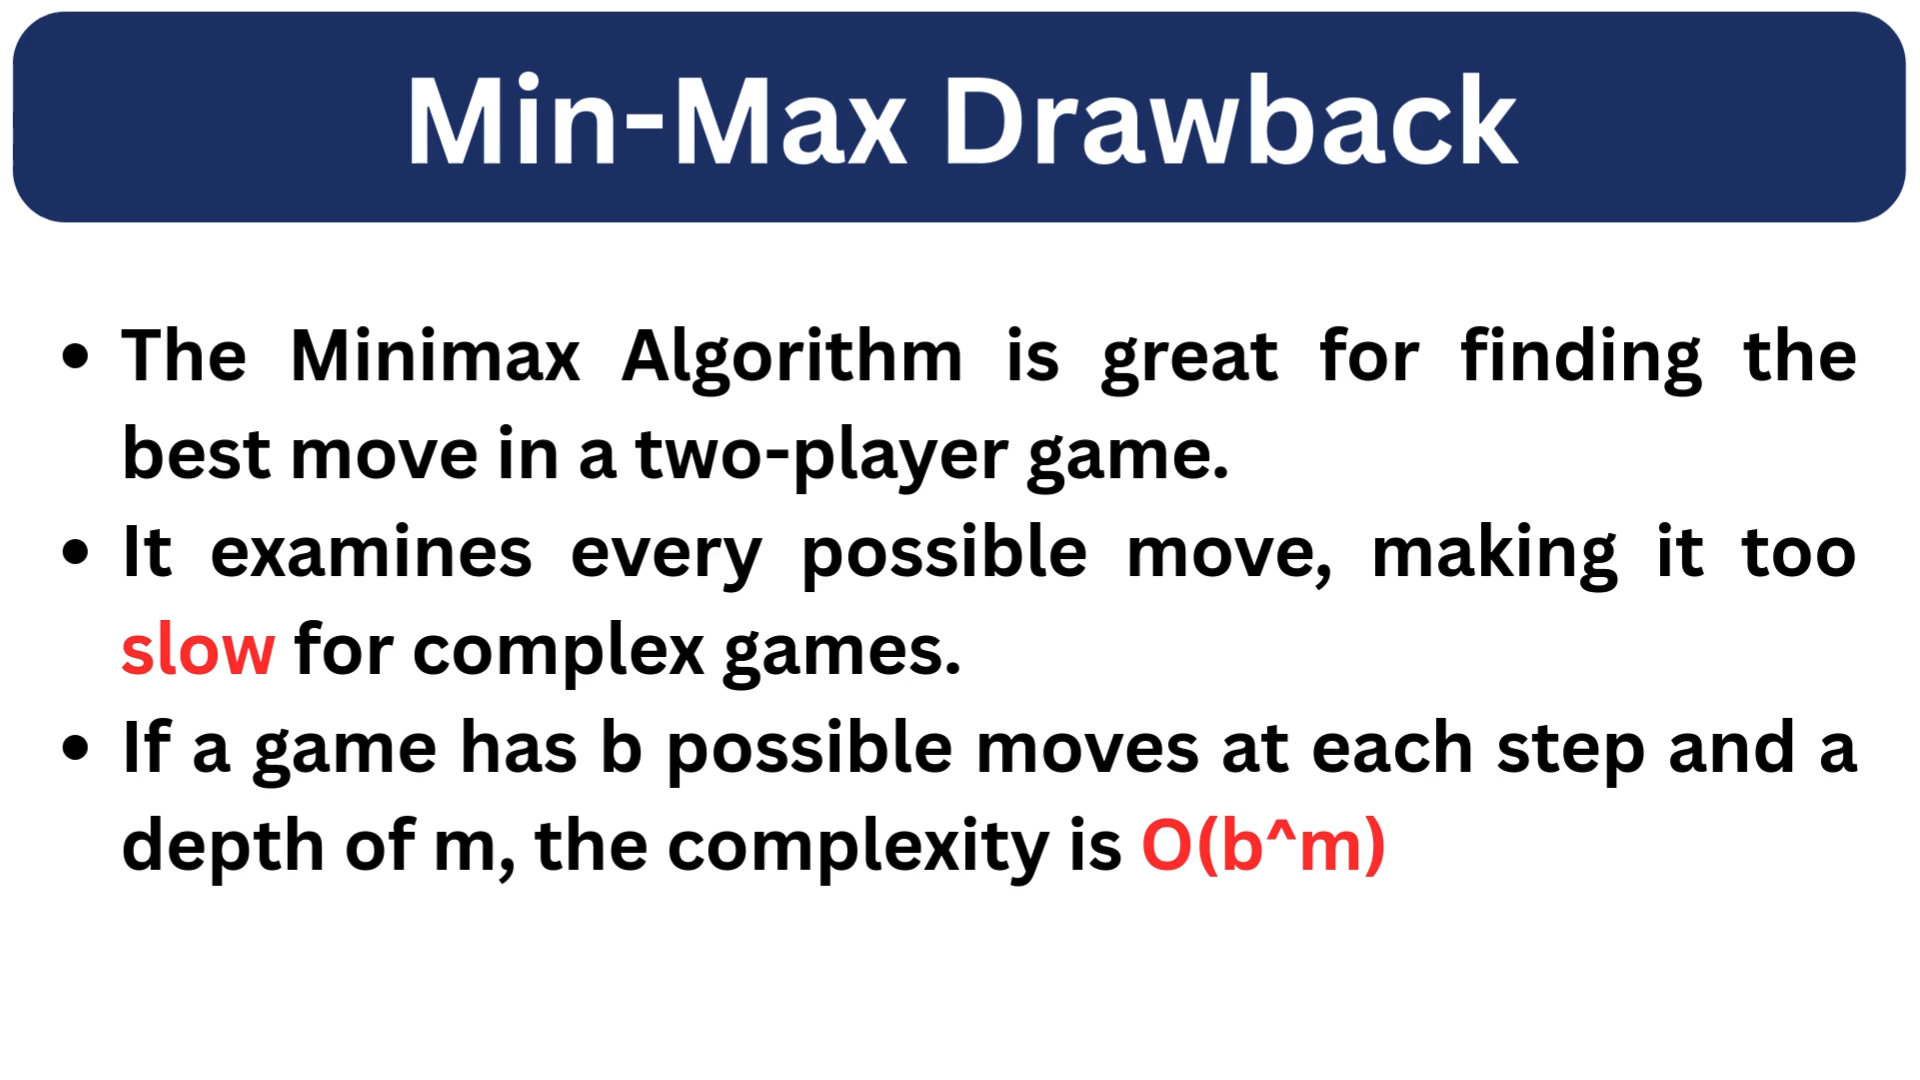 Min-Max Drawback
• The Minimax Algorithm is great for finding the
best move in a two-player game.
• It examines every possible move, making it too
slow for complex games.
• If a game has b possible moves at each step and a
depth of m, the complexity is O(b^m)